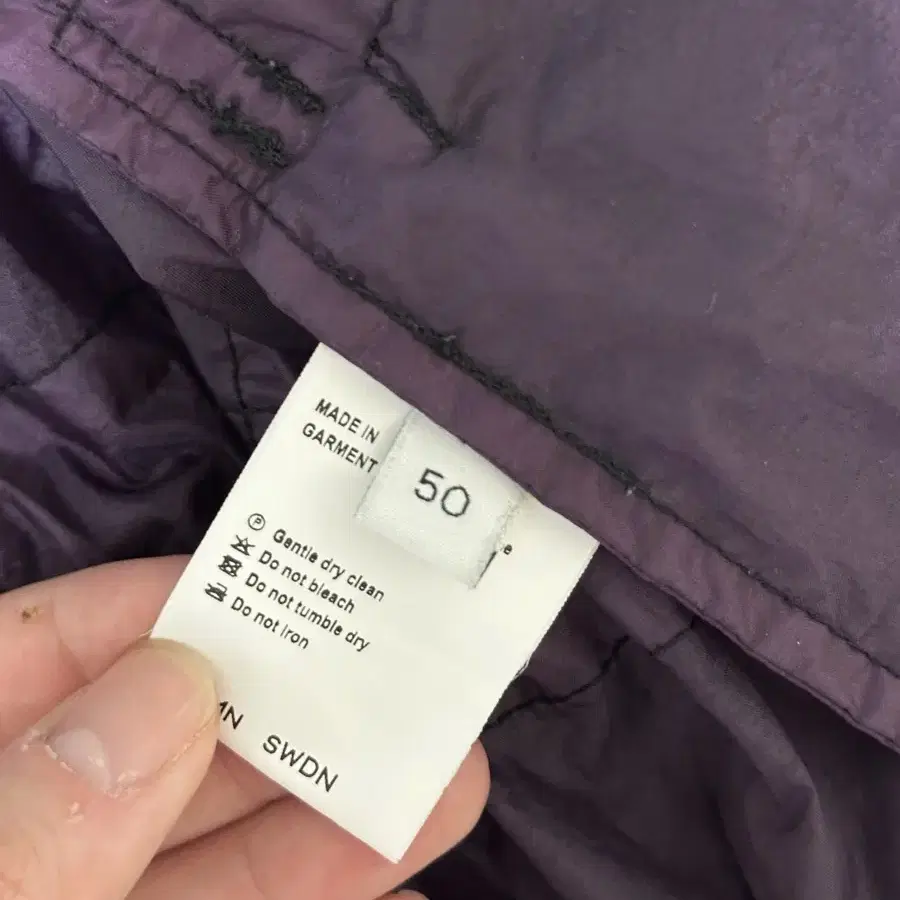 MADE IN
GARMENT
50
e
Ⓟ Gentle dry clean
Do not bleach
Do not tumble dry
Do not iron
SWDN